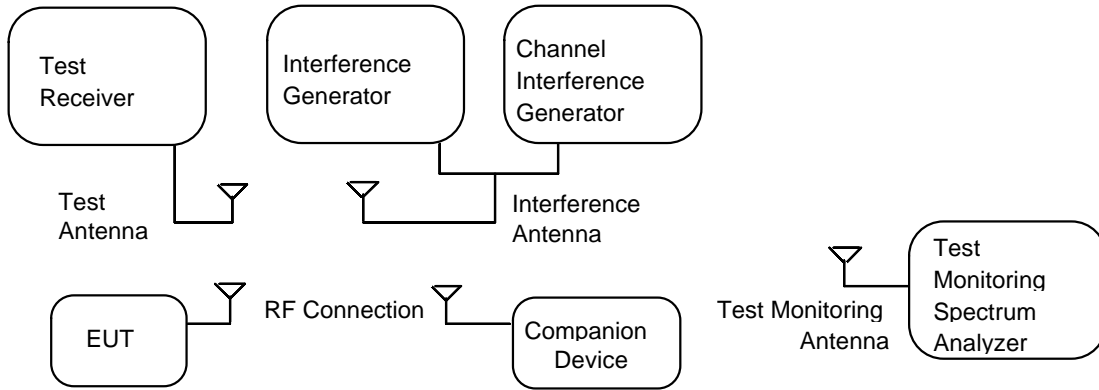 Test
Receiver
Interference
Generator
Channel
Interference
Generator
Test
Antenna
Interference
Antenna
EUT
RF Connection
Companion
Device
Test Monitoring
Antenna
Test
Monitoring
Spectrum
Analyzer